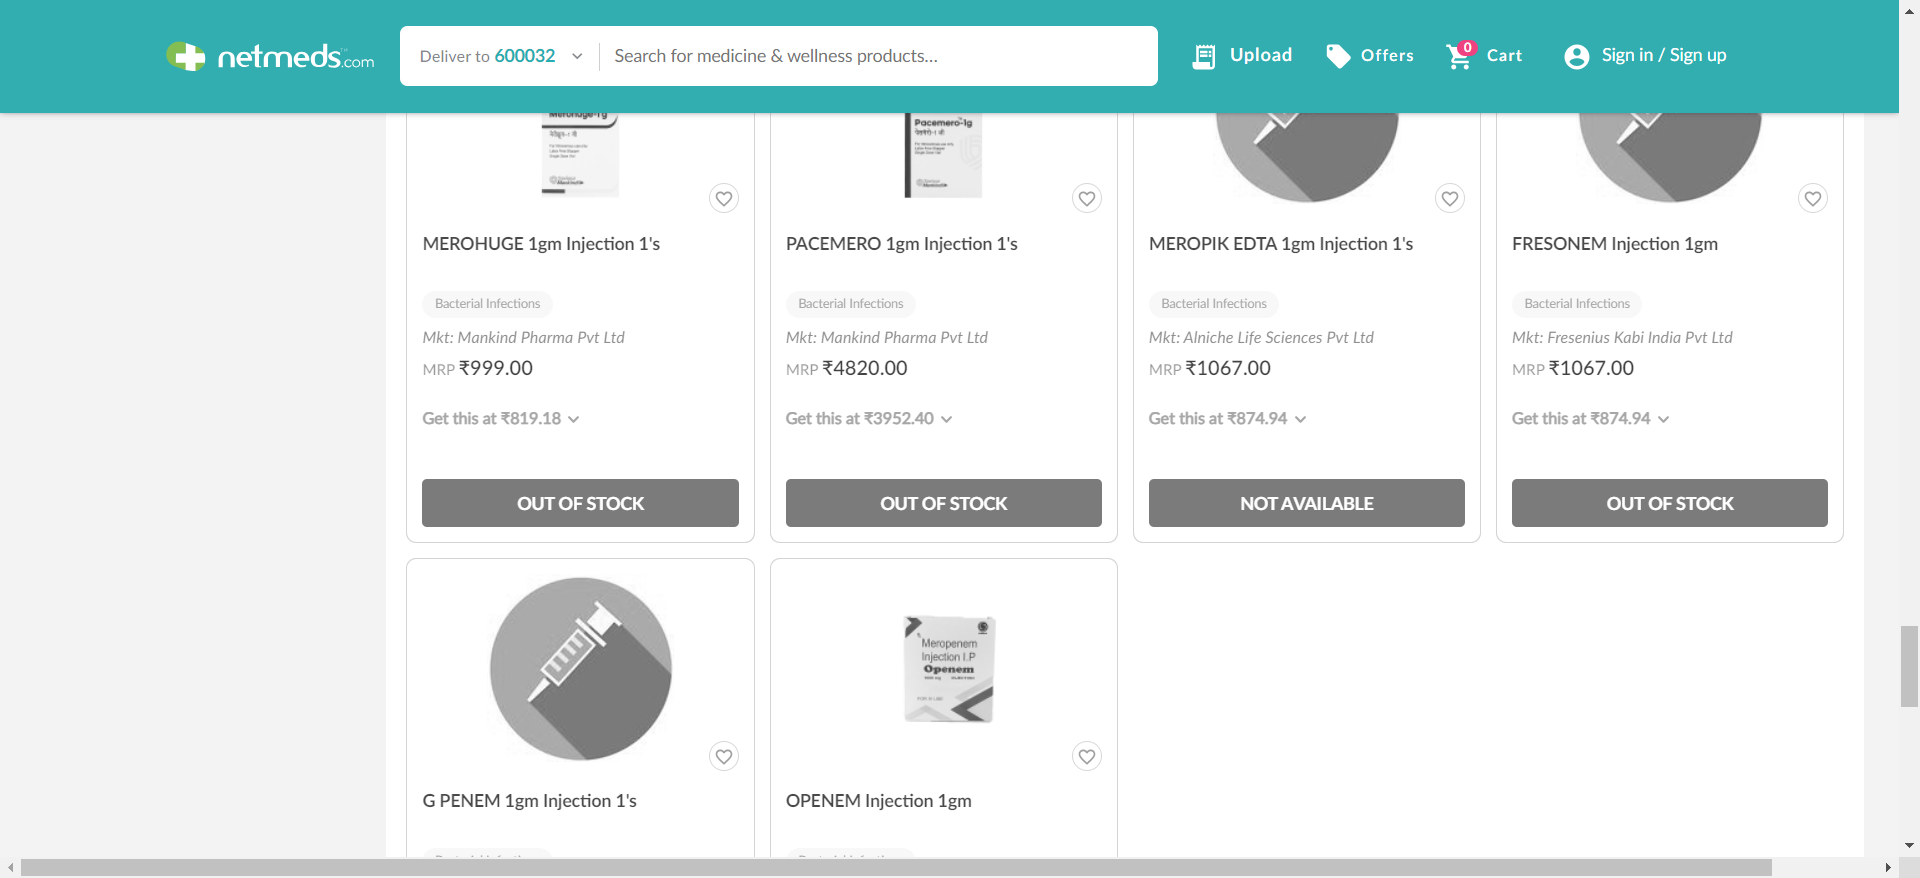 netmeds.com
Deliver to 600032
Search for medicine & wellness products...
Upload
Offers
0
Cart
Sign in / Sign up
Merohuge-1g
Pacemero-1g
MEROHUGE 1gm Injection 1's
PACEMERO 1gm Injection 1's
MEROPIK EDTA 1gm Injection 1's
FRESONEM Injection 1gm
Bacterial Infections
Bacterial Infections
Bacterial Infections
Bacterial Infections
Mkt: Mankind Pharma Pvt Ltd
Mkt: Mankind Pharma Pvt Ltd
Mkt: Alniche Life Sciences Pvt Ltd
Mkt: Fresenius Kabi India Pvt Ltd
MRP ₹999.00
MRP ₹4820.00
MRP ₹1067.00
MRP ₹1067.00
Get this at ₹819.18
Get this at ₹3952.40
Get this at ₹874.94
Get this at ₹874.94
OUT OF STOCK
OUT OF STOCK
NOT AVAILABLE
OUT OF STOCK
Meropenem
Injection I.P
Openem
G PENEM 1gm Injection 1's
OPENEM Injection 1gm